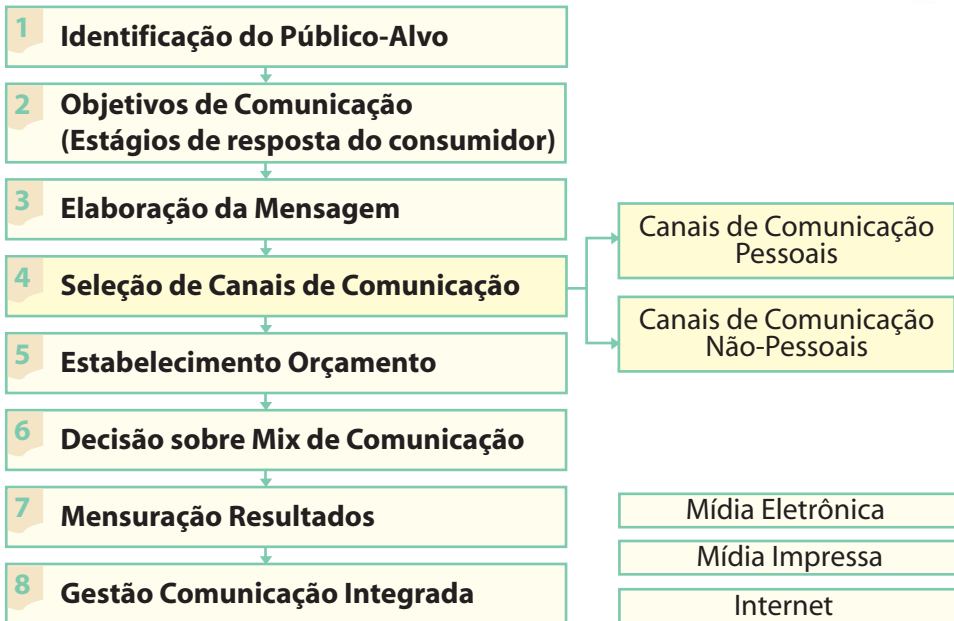 1
Identificação do Público-Alvo
2
Objetivos de Comunicação
(Estágios de resposta do consumidor)
3
Elaboração da Mensagem
4
Seleção de Canais de Comunicação
Canais de Comunicação
Pessoais
Canais de Comunicação
Não-Pessoais
5
Estabelecimento Orçamento
6
Decisão sobre Mix de Comunicação
7
Mensuração Resultados
8
Gestão Comunicação Integrada
Mídia Eletrônica
Mídia Impressa
Internet